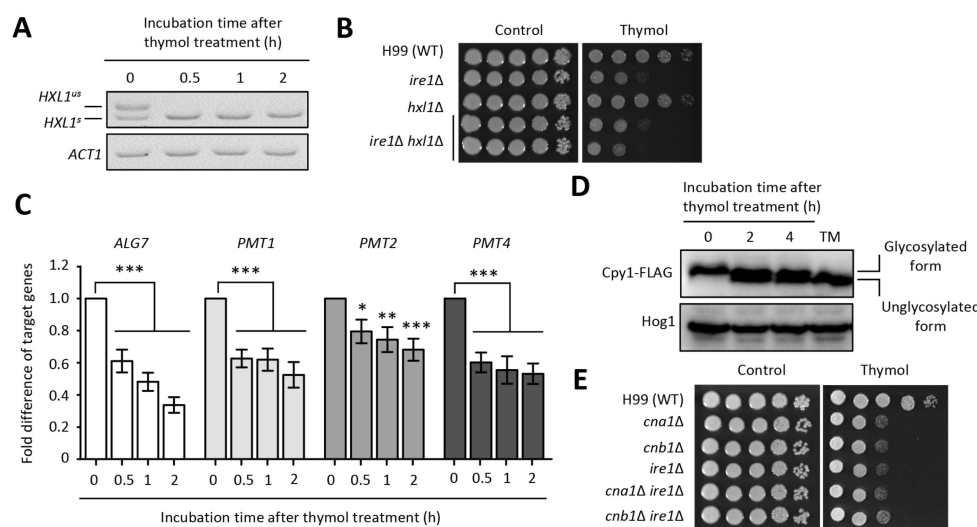 A
Incubation time after
thymol treatment (h)
0 0.5 1 2
HXL1us
HXL1s
ACT1
B
Control Thymol
H99 (WT)
ire1Δ
hxl1Δ
ire1Δ hxl1Δ
C
ALG7 PMT1 PMT2 PMT4
Fold difference of target genes
1.2
1.0
0.8
0.6
0.4
0.2
0
*** *** * ** *** ***
0 0.5 1 2 0 0.5 1 2 0 0.5 1 2 0 0.5 1 2
Incubation time after thymol treatment (h)
D
Incubation time after
thymol treatment (h)
0 2 4 TM
Cpy1-FLAG
Glycosylated
form
Unglycosylated
form
Hog1
E
Control Thymol
H99 (WT)
cna1Δ
cnb1Δ
ire1Δ
cna1Δ ire1Δ
cnb1Δ ire1Δ